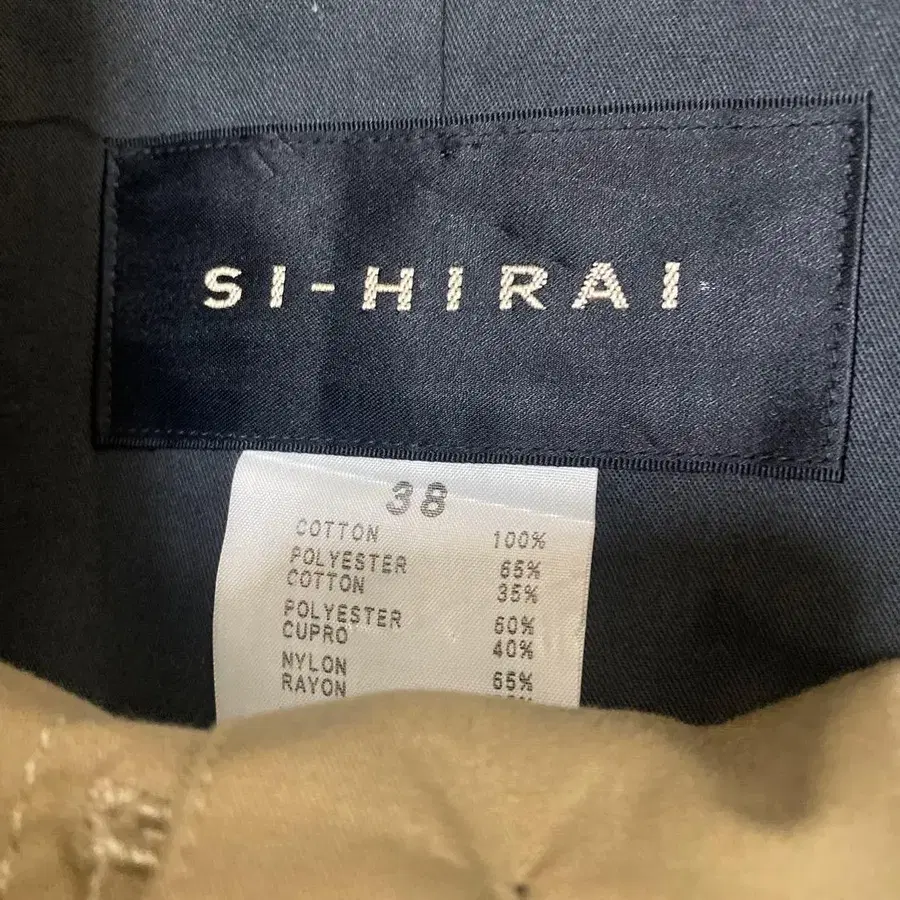 SI-HIRAI
38
COTTON 100%
POLYESTER 65%
COTTON 35%
POLYESTER 60%
CUPRO 40%
NYLON 65%
RAYON